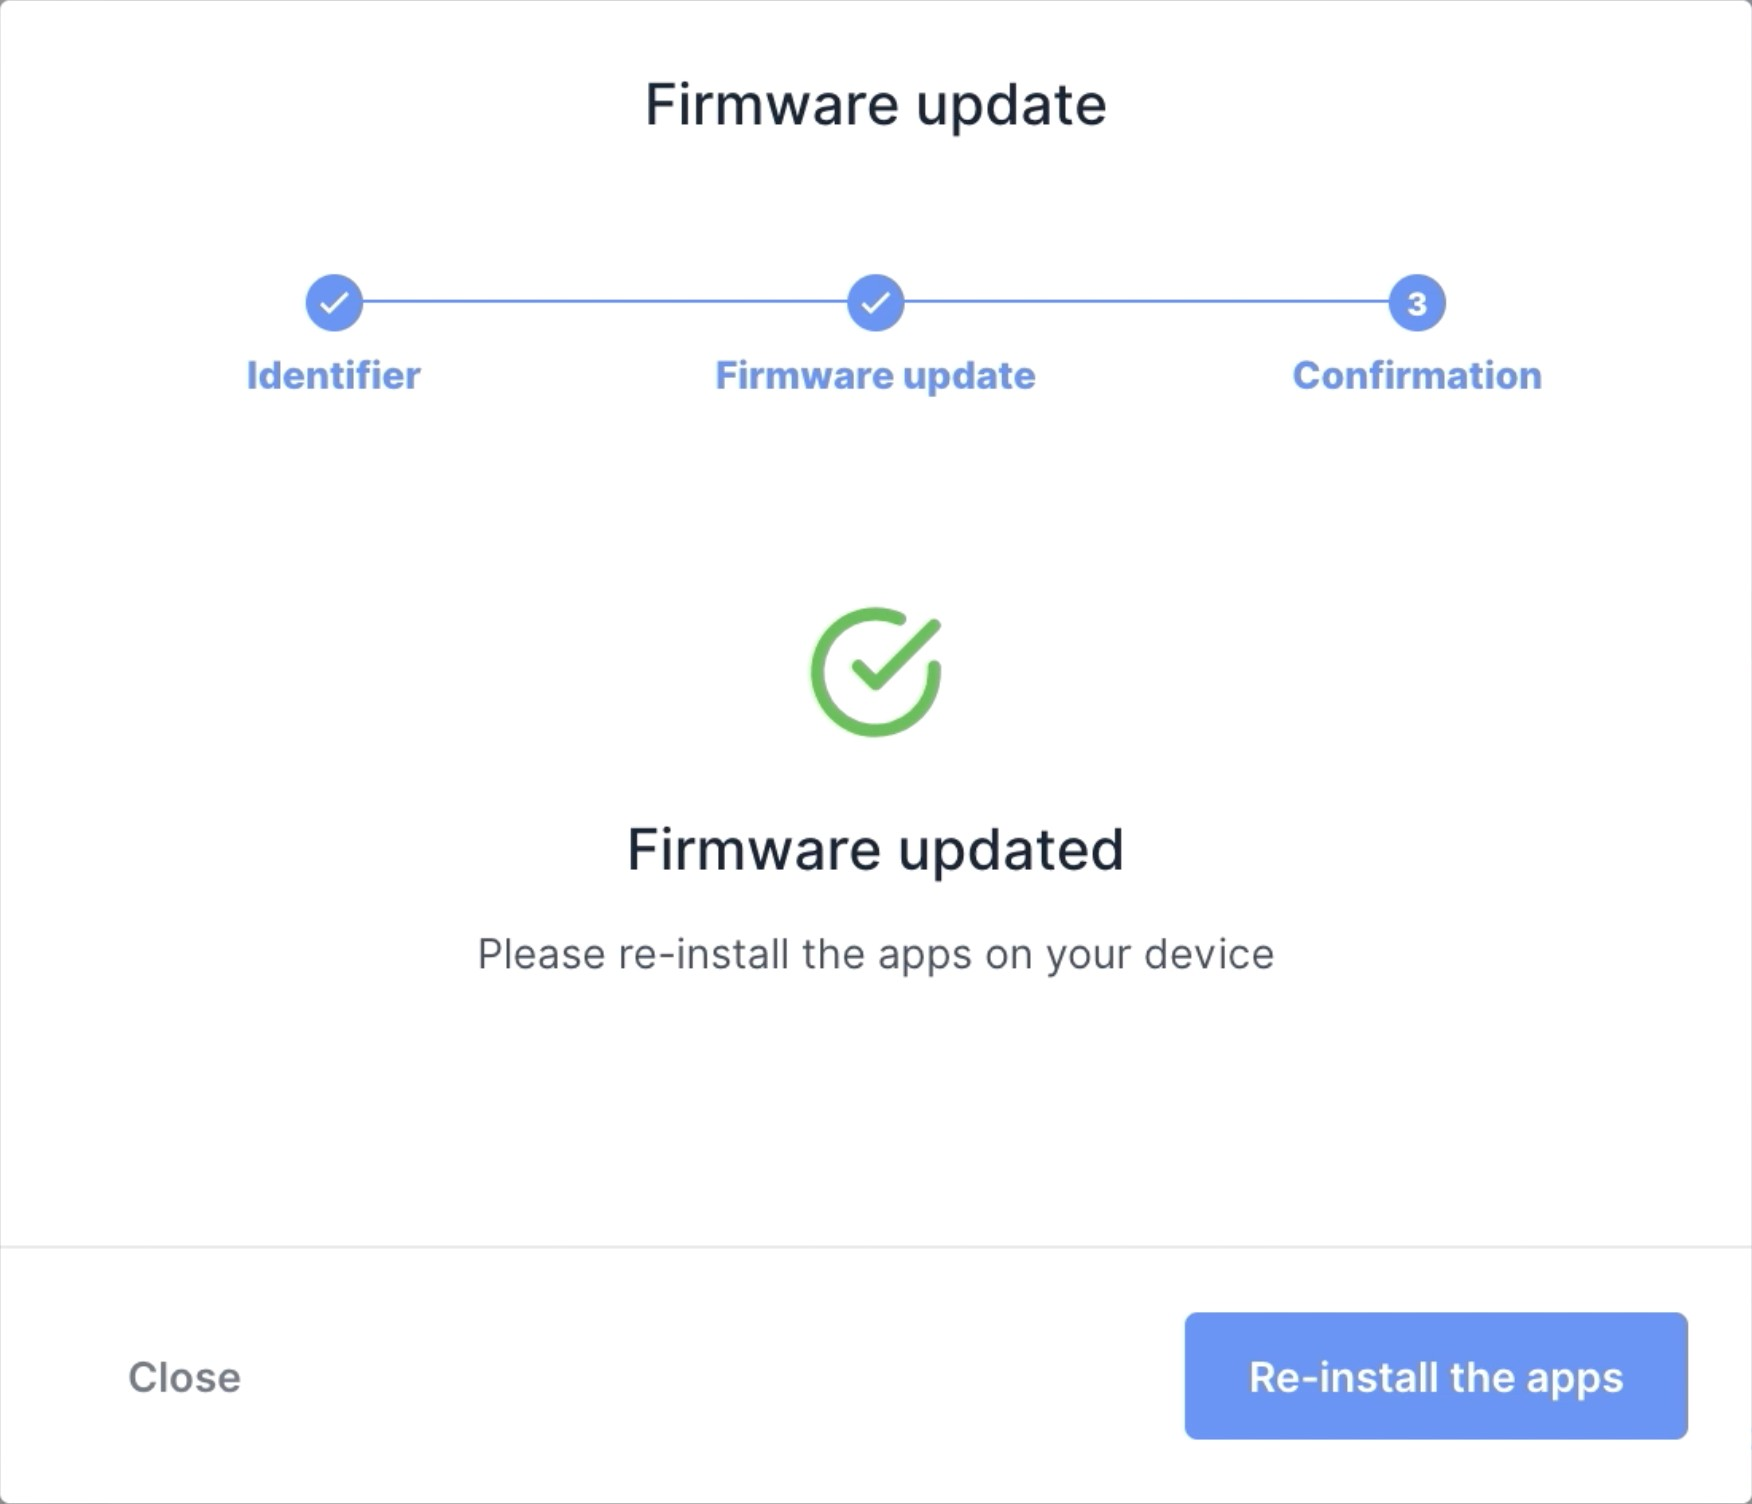 Firmware update
3
Identifier
Firmware update
Confirmation
Firmware updated
Please re-install the apps on your device
Close
Re-install the apps